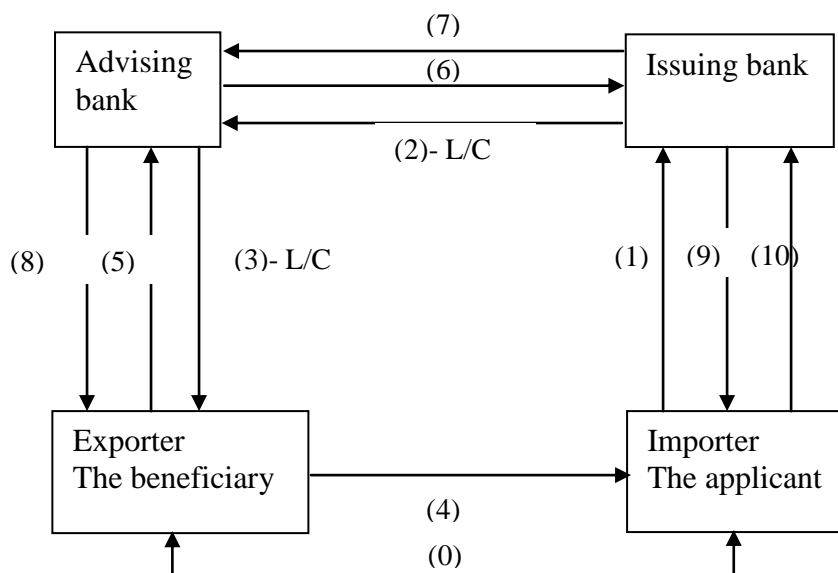 (7)
Advising
bank
Issuing bank
(6)
(2)- L/C
(8)
(5)
(3)- L/C
(1)
(9)
(10)
Exporter
The beneficiary
Importer
The applicant
(4)
(0)